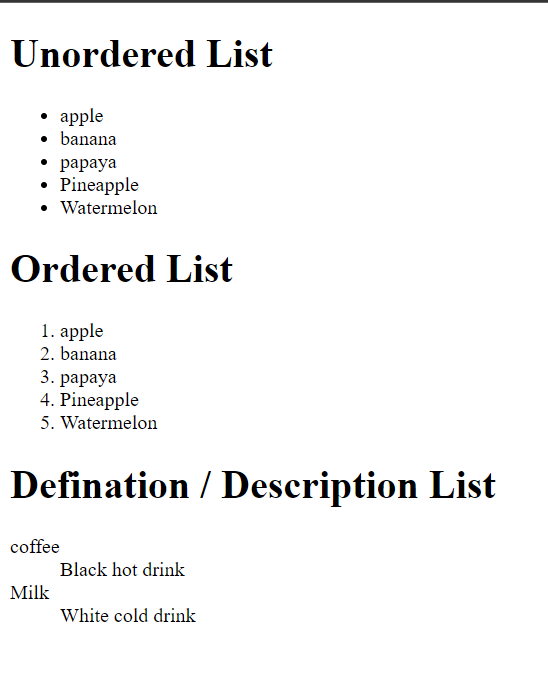 Unordered List
• apple
• banana
• papaya
• Pineapple
• Watermelon
Ordered List
1. apple
2. banana
3. papaya
4. Pineapple
5. Watermelon
Defination / Description List
coffee
Black hot drink
Milk
White cold drink